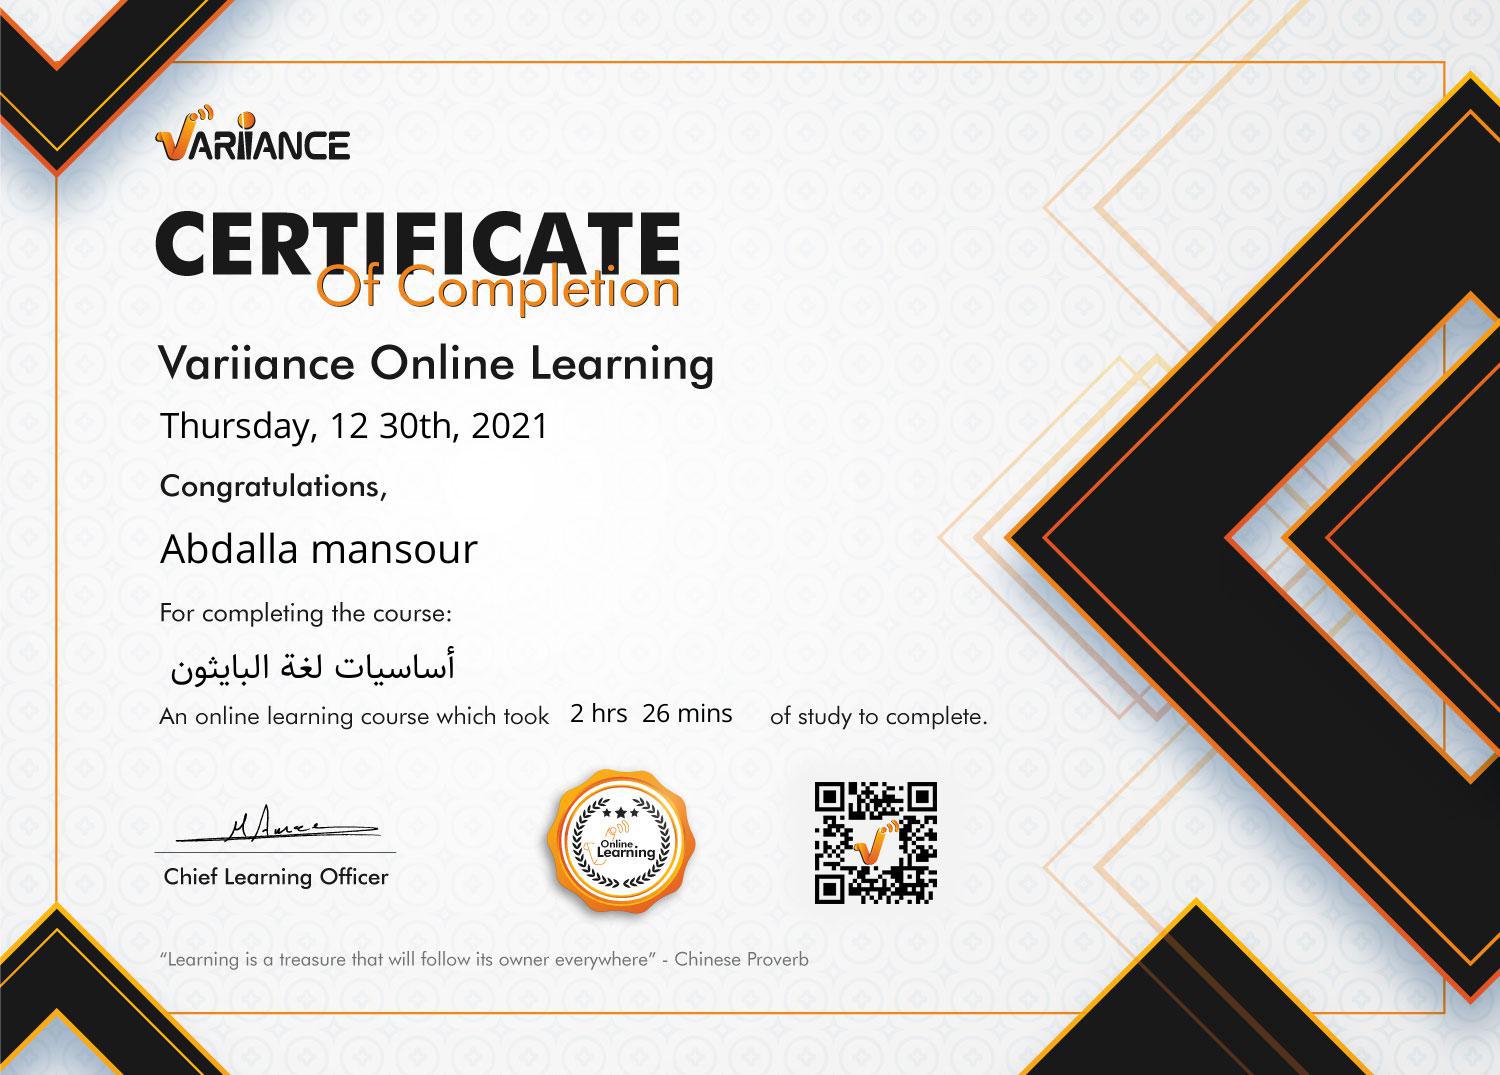 VARIIANCE
CERTIFICATE
Of Completion
Variiance Online Learning
Thursday, 12 30th, 2021
Congratulations,
Abdalla mansour
For completing the course:
أساسيات لغة البايثون
An online learning course which took 2 hrs 26 mins of study to complete.
Online
Learning
Chief Learning Officer
“Learning is a treasure that will follow its owner everywhere” - Chinese Proverb